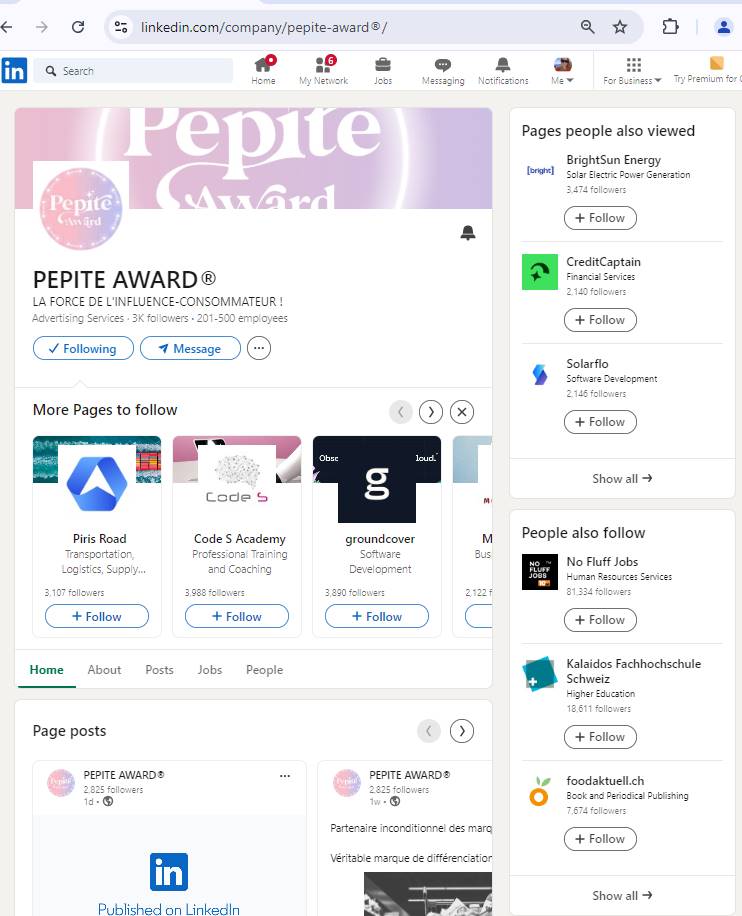 linkedin.com/company/pepite-award®/
in
Search
Home
6
My Network
Jobs
Messaging
Notifications
Me
For Business
Try Premium for
Pepite
Award
Pepite
Award
PEPITE AWARD®
LA FORCE DE L'INFLUENCE-CONSOMMATEUR !
Advertising Services · 3K followers · 201-500 employees
Following
Message
More Pages to follow
Piris Road
Transportation,
Logistics, Supply...
3,107 followers
+ Follow
Code S
Code S Academy
Professional Training
and Coaching
3,988 followers
+ Follow
Obse
loud.
g
groundcover
Software
Development
3,890 followers
+ Follow
M
Bus
2,122 f
Home
About
Posts
Jobs
People
Page posts
Pepite
Award
PEPITE AWARD®
2,825 followers
1d •
in
Published on LinkedIn
Pepite
Award
PEPITE AWARD®
2,825 followers
1w •
Partenaire inconditionnel des marq
Véritable marque de différenciation
Pages people also viewed
[bright]
BrightSun Energy
Solar Electric Power Generation
3,474 followers
+ Follow
CreditCaptain
Financial Services
2,140 followers
+ Follow
Solarflo
Software Development
2,146 followers
+ Follow
Show all →
People also follow
NO
FLUFF
JOBS
No Fluff Jobs
Human Resources Services
81,334 followers
+ Follow
Kalaidos Fachhochschule
Schweiz
Higher Education
18,611 followers
+ Follow
foodaktuell.ch
Book and Periodical Publishing
7,674 followers
+ Follow
Show all →